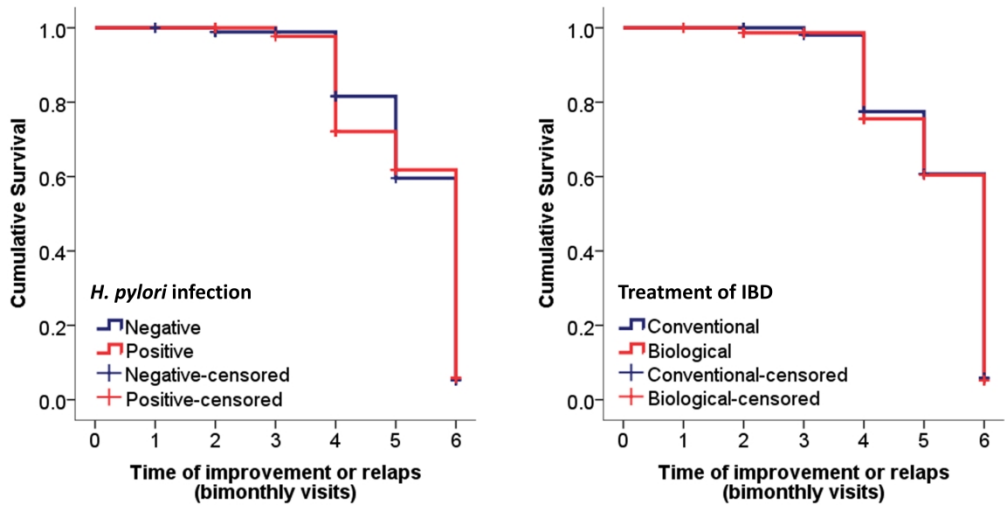 1.0
0.8
0.6
0.4
0.2
0.0
Cumulative Survival
H. pylori infection
Negative
Positive
Negative-censored
Positive-censored
0 1 2 3 4 5 6
Time of improvement or relaps
(bimonthly visits)
1.0
0.8
0.6
0.4
0.2
0.0
Cumulative Survival
Treatment of IBD
Conventional
Biological
Conventional-censored
Biological-censored
0 1 2 3 4 5 6
Time of improvement or relaps
(bimonthly visits)